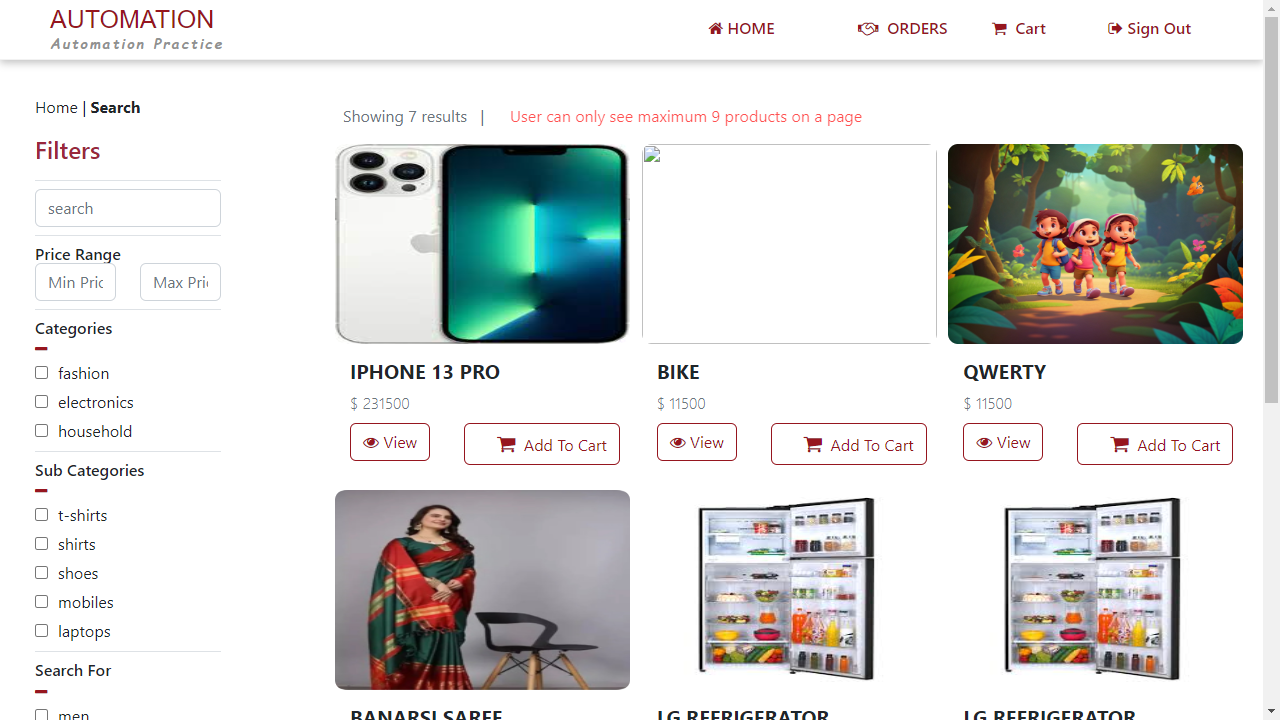 AUTOMATION
Automation Practice
HOME
ORDERS
Cart
Sign Out
Home | Search
Filters
search
Price Range
Min Pric
Max Pric
Categories
fashion
electronics
household
Sub Categories
t-shirts
shirts
shoes
mobiles
laptops
Search For
men
Showing 7 results |
User can only see maximum 9 products on a page
IPHONE 13 PRO
$ 231500
View
Add To Cart
BIKE
$ 11500
View
Add To Cart
QWERTY
$ 11500
View
Add To Cart
BANARSI SAREE
LG REFRIGERATOR
LG REFRIGERATOR